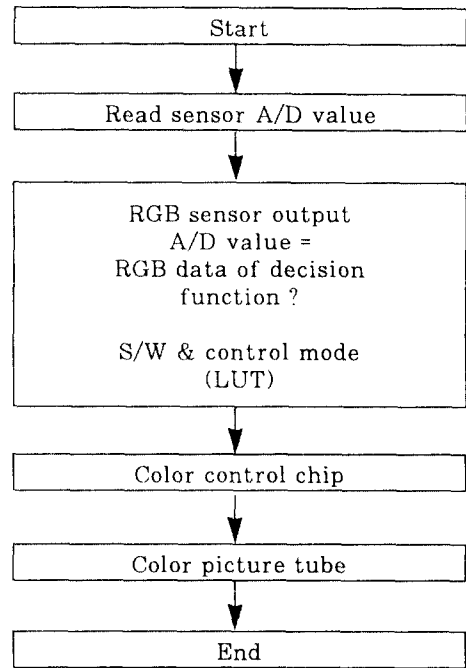 Start
Read sensor A/D value
RGB sensor output
A/D value =
RGB data of decision
function ?
S/W & control mode
(LUT)
Color control chip
Color picture tube
End